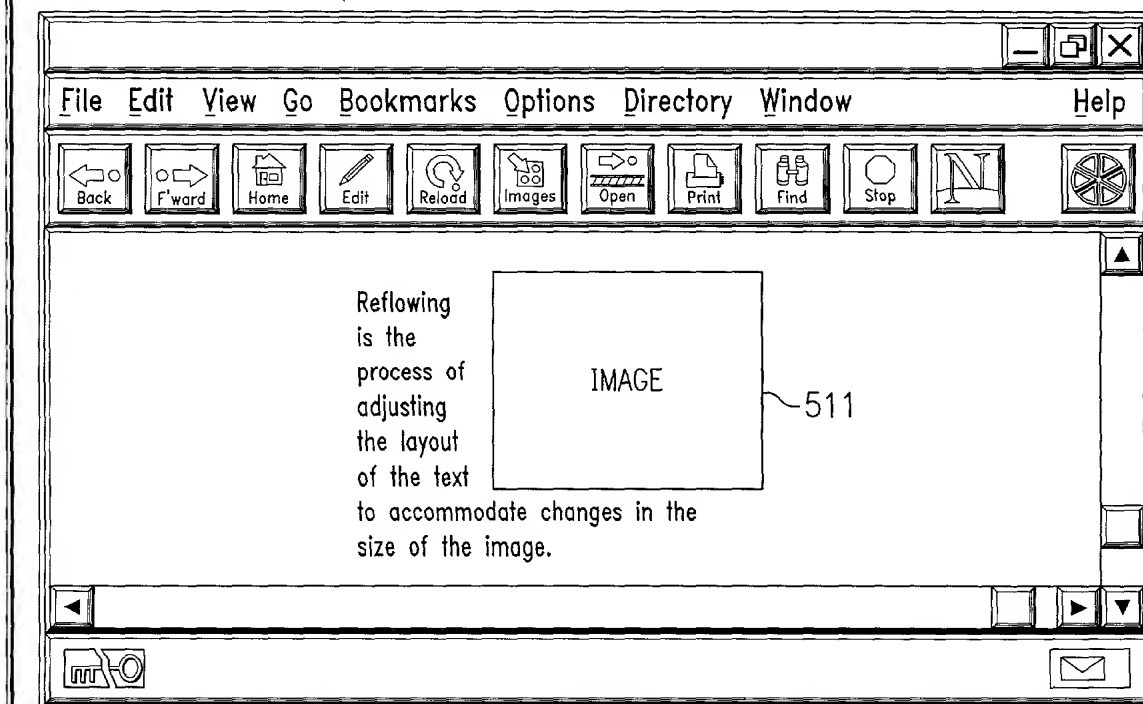 File Edit View Go Bookmarks Options Directory Window Help
Back F'ward Home Edit Reload Images Open Print Find Stop N
Reflowing
is the
process of
adjusting
the layout
of the text
to accommodate changes in the
size of the image.
IMAGE
511